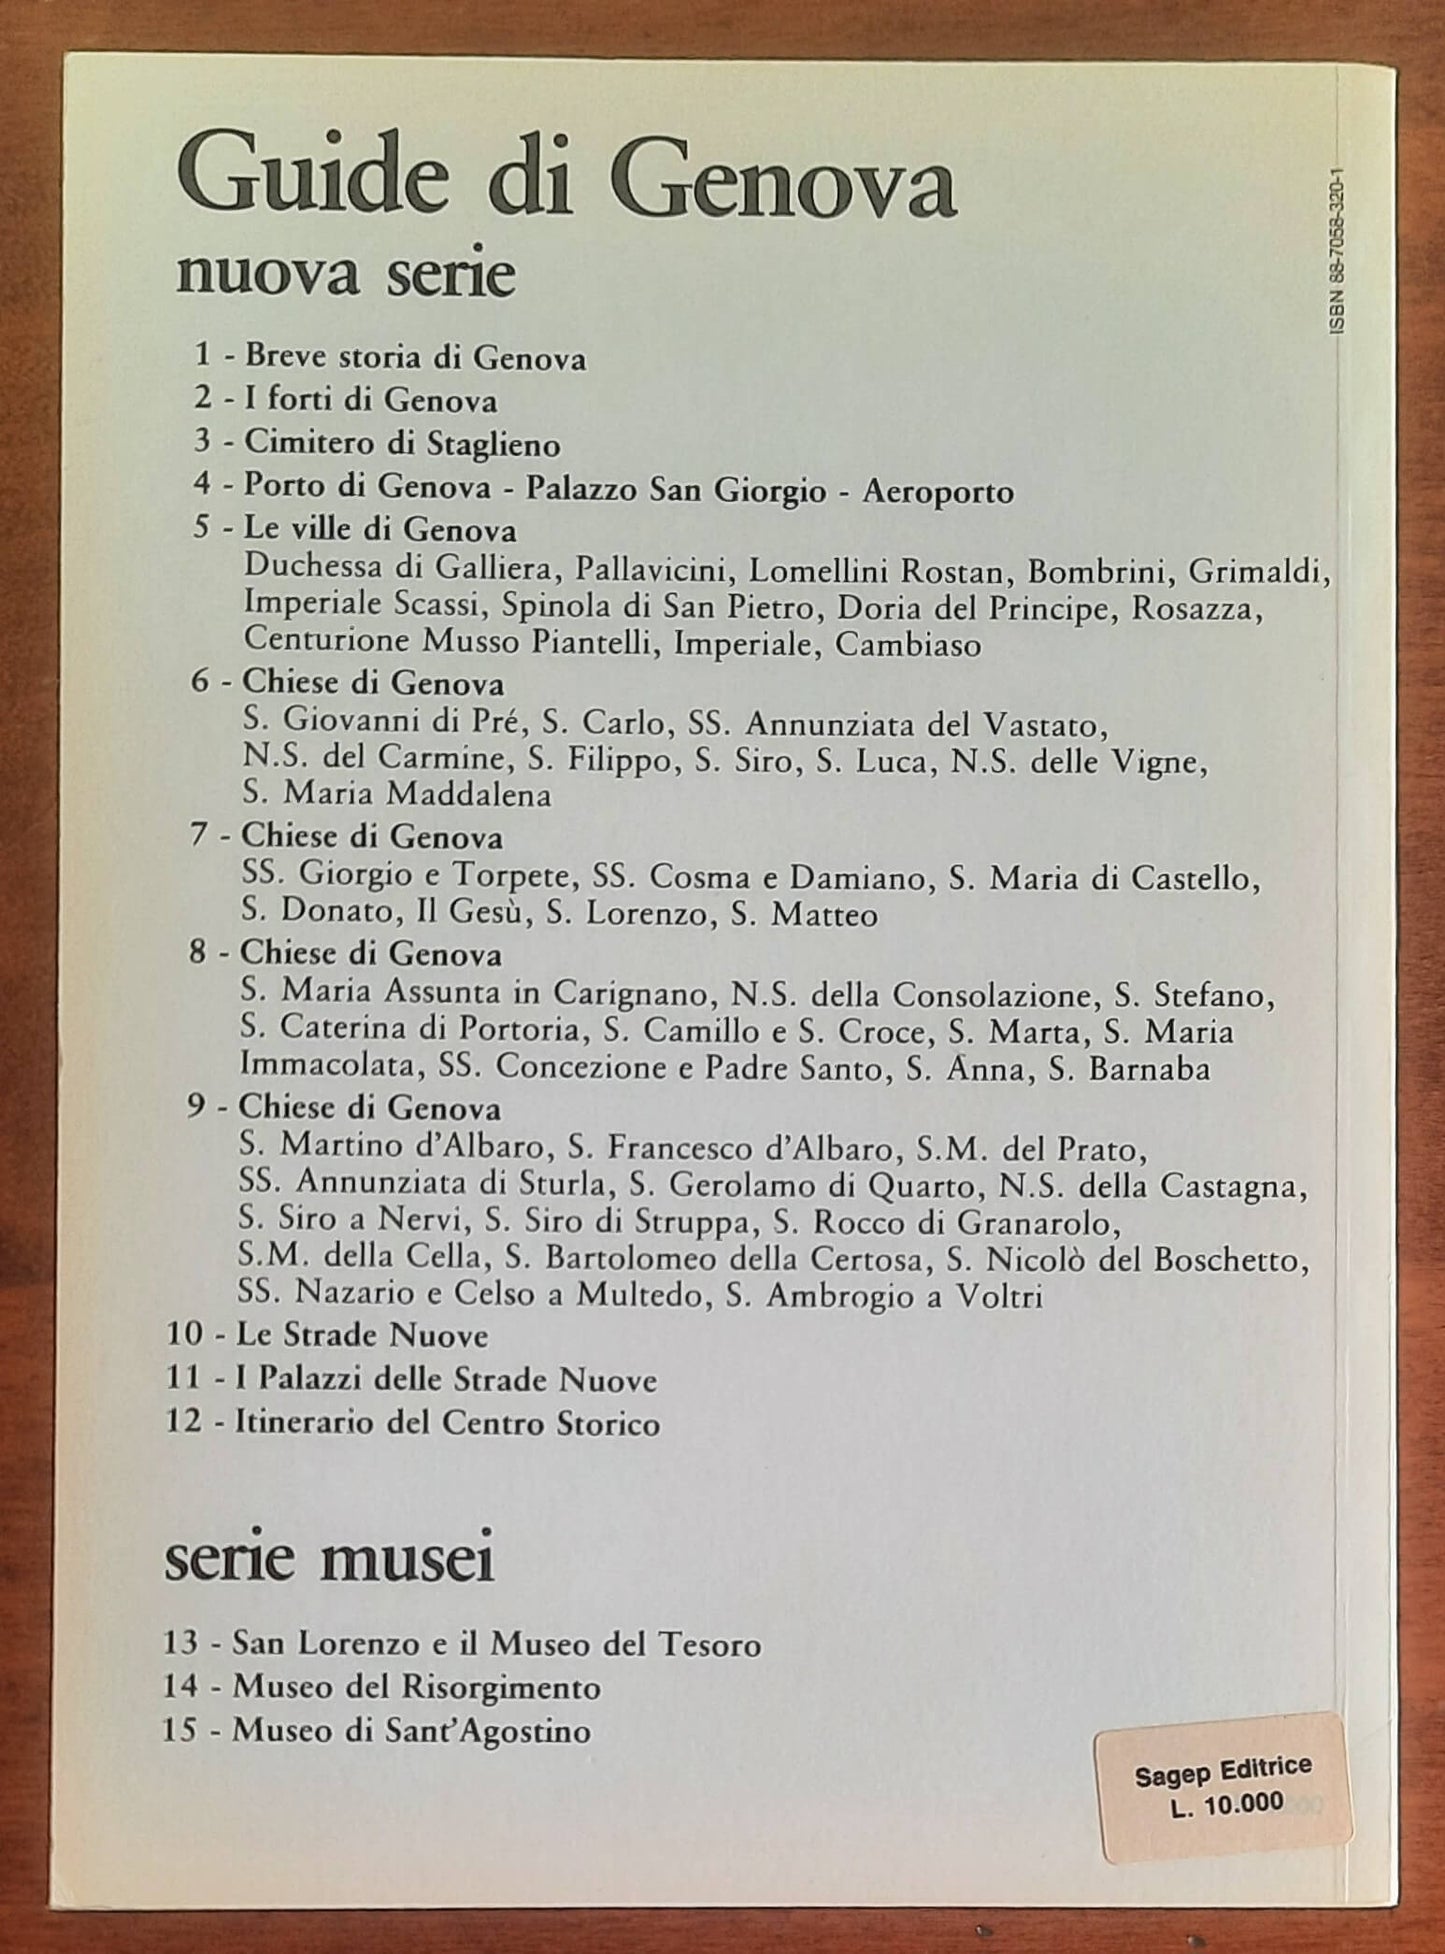 Guide di Genova
nuova serie
ISBN 88-7058-320-1
1 - Breve storia di Genova
2 - I forti di Genova
3 - Cimitero di Staglieno
4 - Porto di Genova - Palazzo San Giorgio - Aeroporto
5 - Le ville di Genova
Duchessa di Galliera, Pallavicini, Lomellini Rostan, Bombrini, Grimaldi,
Imperiale Scassi, Spinola di San Pietro, Doria del Principe, Rosazza,
Centurione Musso Piantelli, Imperiale, Cambiaso
6 - Chiese di Genova
S. Giovanni di Pré, S. Carlo, SS. Annunziata del Vastato,
N.S. del Carmine, S. Filippo, S. Siro, S. Luca, N.S. delle Vigne,
S. Maria Maddalena
7 - Chiese di Genova
SS. Giorgio e Torpete, SS. Cosma e Damiano, S. Maria di Castello,
S. Donato, Il Gesù, S. Lorenzo, S. Matteo
8 - Chiese di Genova
S. Maria Assunta in Carignano, N.S. della Consolazione, S. Stefano,
S. Caterina di Portoria, S. Camillo e S. Croce, S. Marta, S. Maria
Immacolata, SS. Concezione e Padre Santo, S. Anna, S. Barnaba
9 - Chiese di Genova
S. Martino d'Albaro, S. Francesco d'Albaro, S.M. del Prato,
SS. Annunziata di Sturla, S. Gerolamo di Quarto, N.S. della Castagna,
S. Siro a Nervi, S. Siro di Struppa, S. Rocco di Granarolo,
S.M. della Cella, S. Bartolomeo della Certosa, S. Nicolò del Boschetto,
SS. Nazario e Celso a Multedo, S. Ambrogio a Voltri
10 - Le Strade Nuove
11 - I Palazzi delle Strade Nuove
12 - Itinerario del Centro Storico
serie musei
13 - San Lorenzo e il Museo del Tesoro
14 - Museo del Risorgimento
15 - Museo di Sant'Agostino
Sagep Editrice
L. 10.000